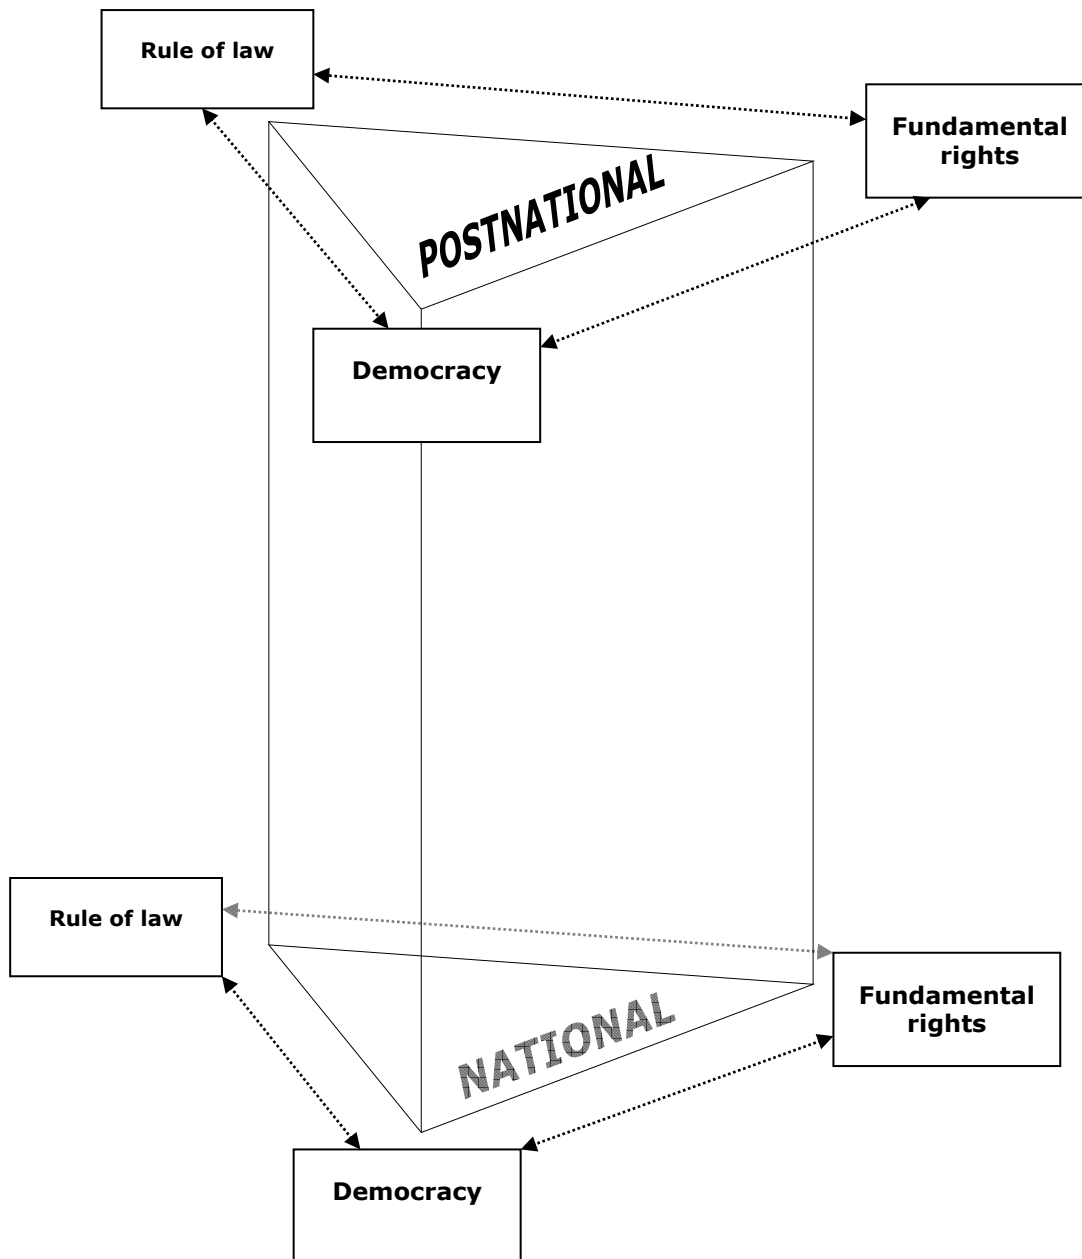 Rule of law
Fundamental
rights
POSTNATIONAL
Democracy
Rule of law
Fundamental
rights
NATIONAL
Democracy